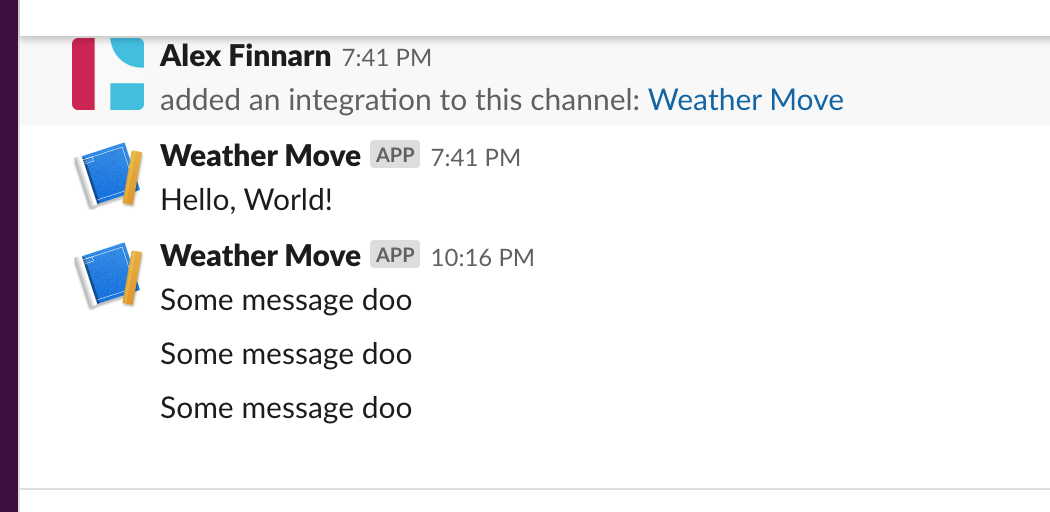 Alex Finnarn 7:41 PM
added an integration to this channel: Weather Move
Weather Move APP 7:41 PM
Hello, World!
Weather Move APP 10:16 PM
Some message doo
Some message doo
Some message doo